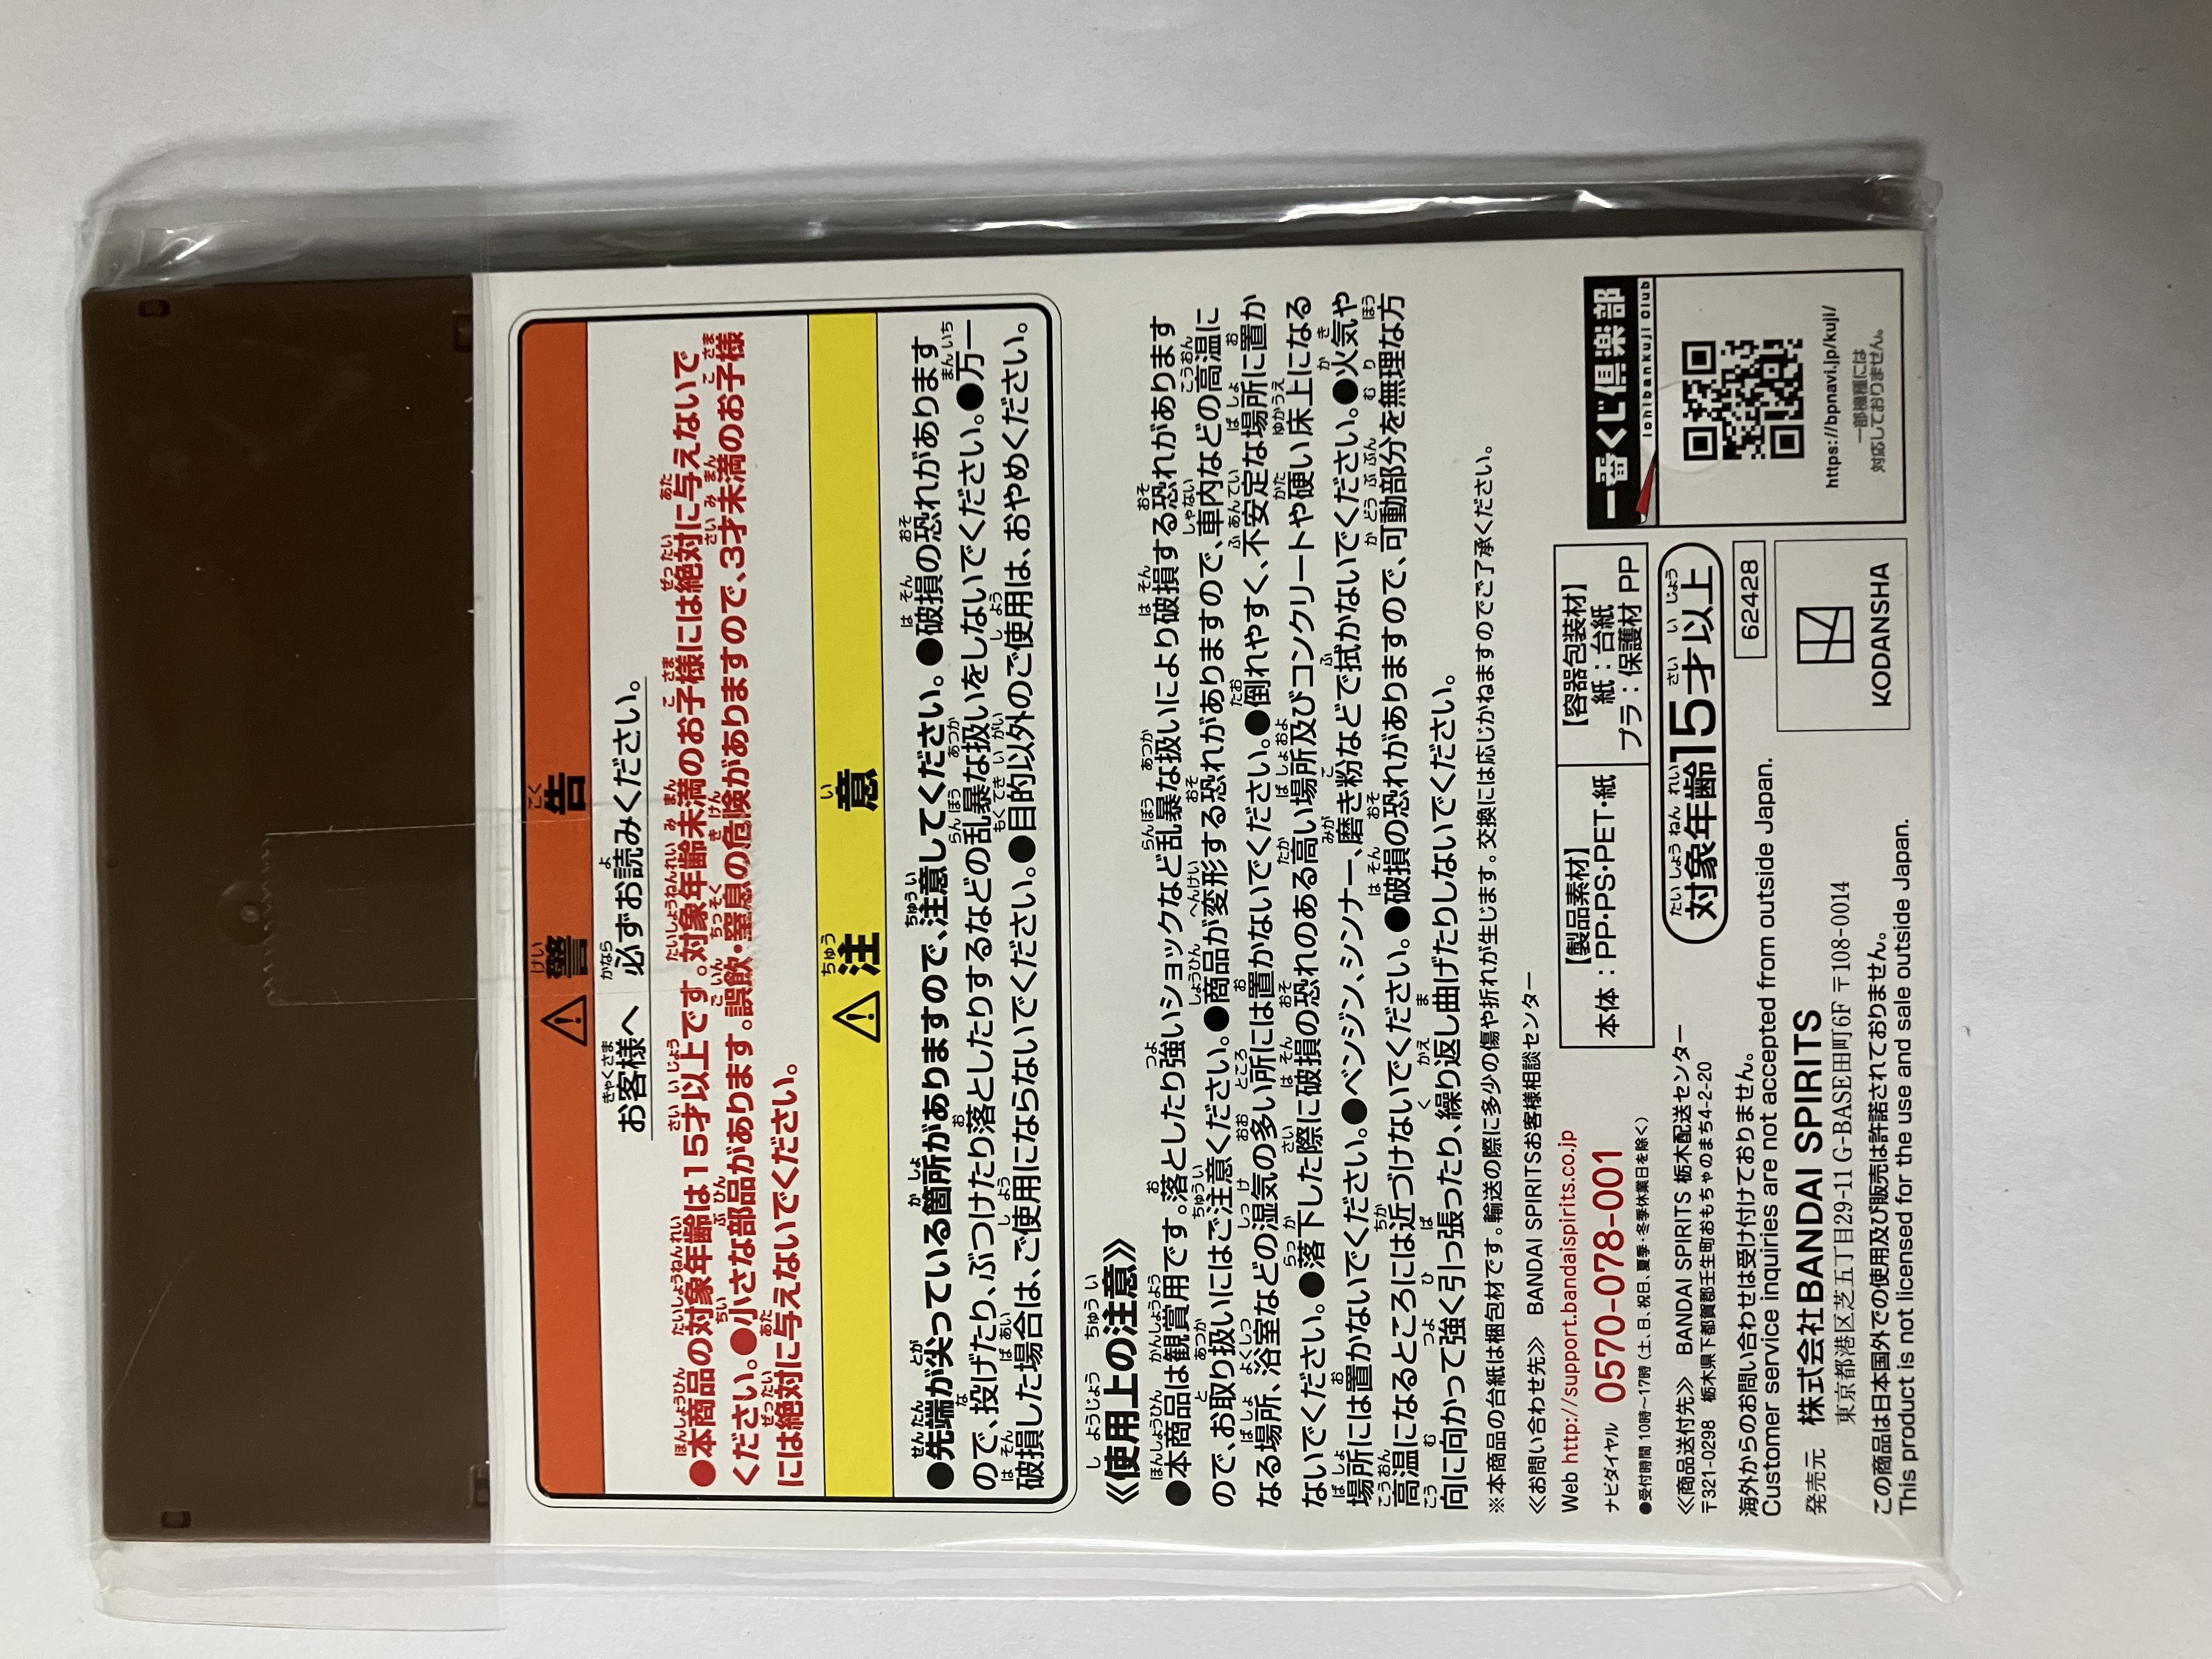 警告
お客様へ 必ずお読みください。
●本商品の対象年齢は15才以上です。対象年齢未満のお子様には絶対に与えないで
ください。●小さな部品があります。誤飲・窒息の危険がありますので、3才未満のお子様
には絶対に与えないでください。
注意
●先端が尖っている箇所がありますので、注意してください。●破損の恐れがあります
ので、投げたり、ぶつけたり落としたりするなどの乱暴な扱いをしないでください。●万一
破損した場合は、ご使用にならないでください。●目的以外のご使用は、おやめください。
《使用上の注意》
●本商品は観賞用です。落としたり強いショックなど乱暴な扱いにより破損する恐れがあります
ので、お取り扱いにはご注意ください。●商品が変形する恐れがありますので、車内などの高温に
なる場所、浴室などの湿気の多い所には置かないでください。●倒れやすく、不安定な場所に置か
ないでください。●落下した際に破損の恐れのある高い場所及びコンクリートや硬い床上になる
場所には置かないでください。●ベンジン、シンナー、磨き粉などで拭かないでください。●火気や
高温になるところには近づけないでください。●破損の恐れがありますので、可動部分を無理な方
向に向かって強く引っ張ったり、繰り返し曲げたりしないでください。
※本商品の台紙は梱包材です。輸送の際に多少の傷や折れが生じます。交換には応じかねますのでご了承ください。
《お問い合わせ先》 BANDAI SPIRITSお客様相談センター
Web http://support.bandaispirits.co.jp
ナビダイヤル 0570-078-001
●受付時間 10時～17時(土、日、祝日、夏季・冬季休業日を除く)
《商品送付先》 BANDAI SPIRITS 栃木配送センター
〒321-0298 栃木県下都賀郡壬生町おもちゃのまち4-2-20
海外からのお問い合わせは受け付けておりません。
Customer service inquiries are not accepted from outside Japan.
発売元 株式会社BANDAI SPIRITS
東京都港区芝五丁目29-11 G-BASE田町6F 〒108-0014
この商品は日本国外での使用及び販売は許諾されておりません。
This product is not licensed for the use and sale outside Japan.
【製品素材】
本体：PP・PS・PET・紙
【容器包装材】
紙：台紙
プラ：保護材 PP
対象年齢15才以上
62428
KODANSHA
一番くじ倶楽部
Ichibankuji Club
https://bpnavi.jp/kuji/
一部機種には
対応しておりません。